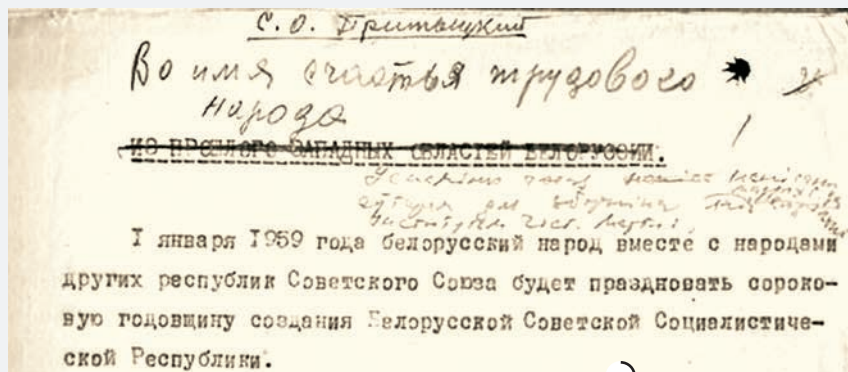 С. О. Притыцкий
Во имя счастья трудового
народа
ИЗ ПРОШЛОГО ЗАПАДНЫХ ОБЛАСТЕЙ БЕЛОРУССИИ.
I января I959 года белорусский народ вместе с народами
других республик Советского Союза будет праздновать сороко-
вую годовщину создания Белорусской Советской Социалистиче-
ской Республики.